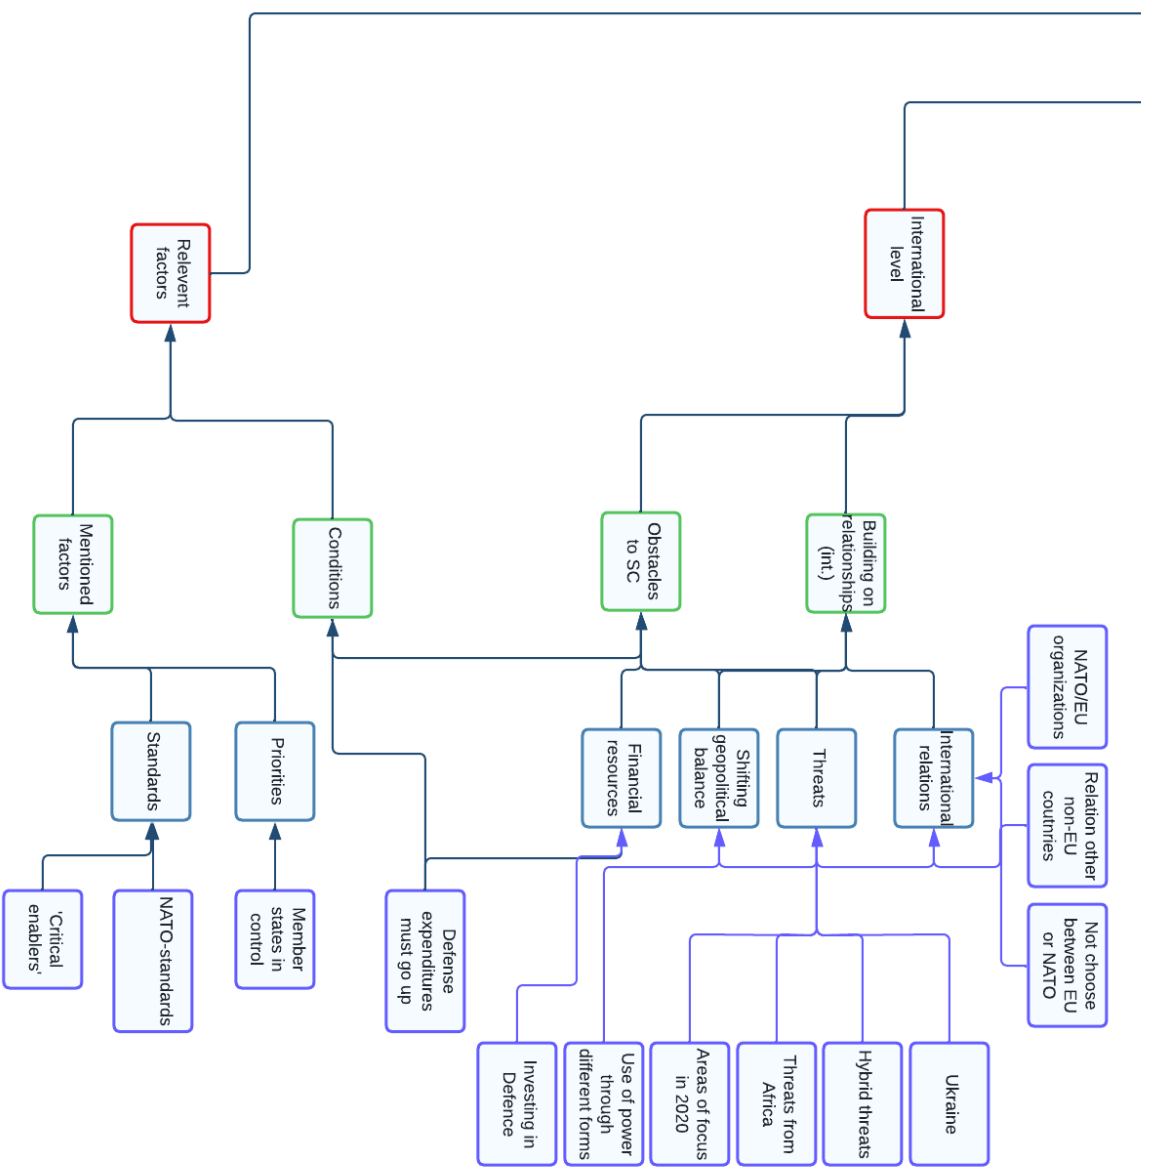 Relevent
factors
International
level
Mentioned
factors
Conditions
Obstacles
to SC
Building on
relationships
(int.)
Standards
Priorities
Financial
resources
Shifting
geopolitical
balance
Threats
International
relations
NATO/EU
organizations
Relation other
non-EU
coutnries
Not choose
between EU
or NATO
'Critical
enablers'
NATO-standards
Member
states in
control
Defense
expenditures
must go up
Investing in
Defence
Use of power
through
different forms
Areas of focus
in 2020
Threats from
Africa
Hybrid threats
Ukraine